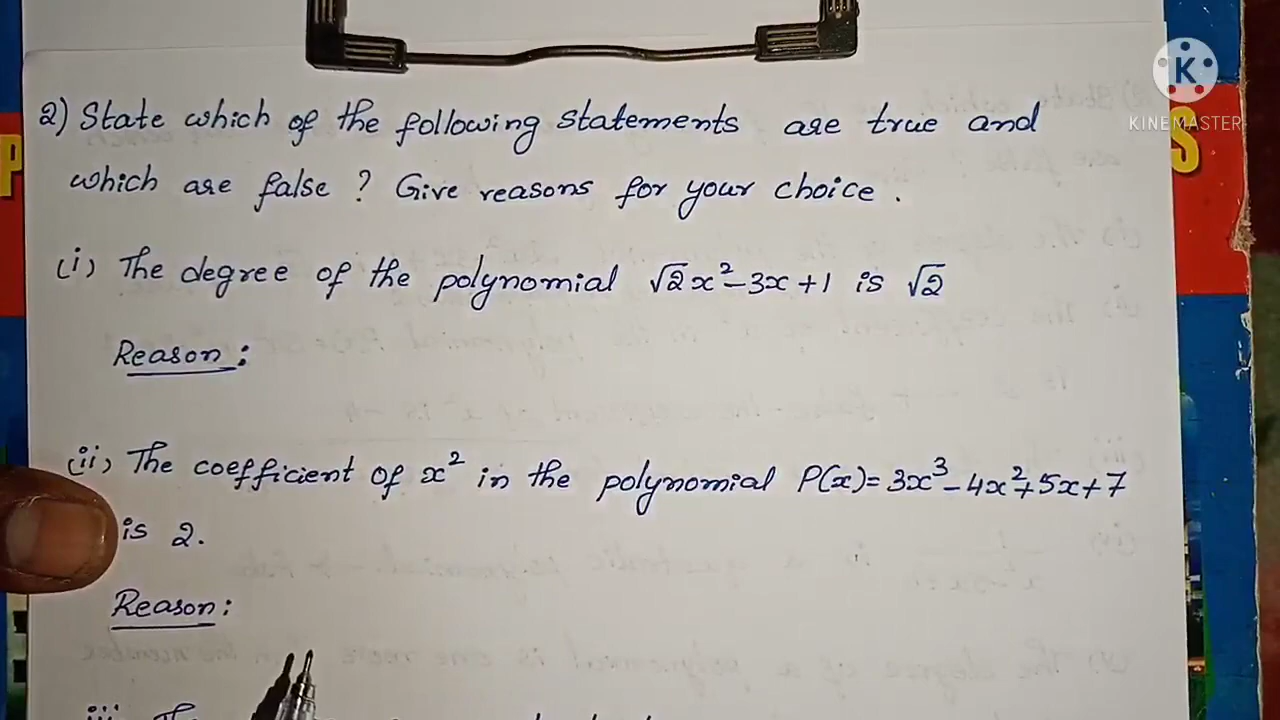 2) State which of the following statements are true and
which are false ? Give reasons for your choice .
(i) The degree of the polynomial √2x²-3x+1 is √2
Reason:
(ii) The coefficient of x² in the polynomial P(x)=3x³-4x²+5x+7
is 2.
Reason:
iii The
K
KINEMASTER
P
S